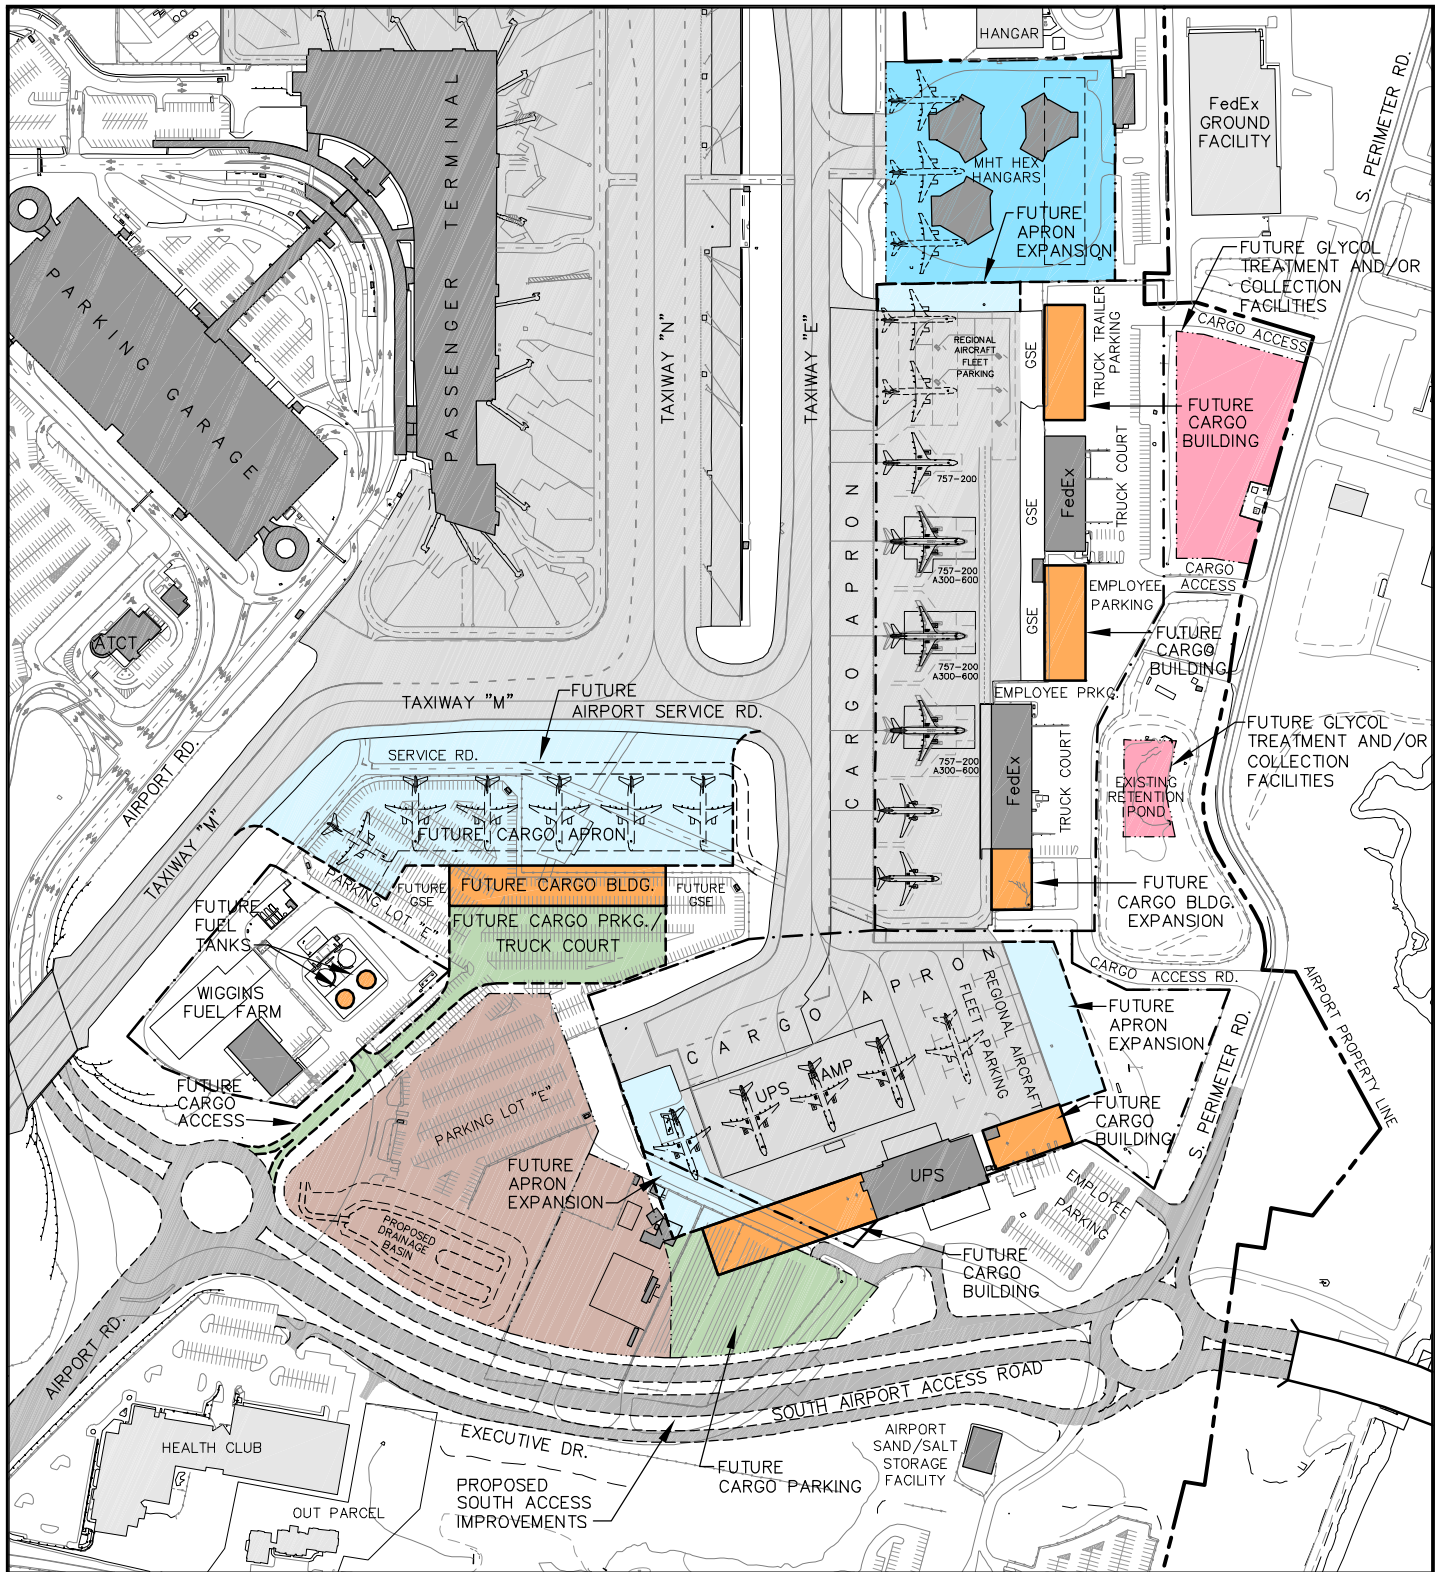 HANGAR
FedEx
GROUND
FACILITY
S. PERIMETER RD.
PASSENGER TERMINAL
PARKING GARAGE
MHT HEX
HANGARS
FUTURE
APRON
EXPANSION
FUTURE GLYCOL
TREATMENT AND/OR
COLLECTION
FACILITIES
CARGO ACCESS
TAXIWAY "N"
TAXIWAY "E"
REGIONAL
AIRCRAFT
FLEET
PARKING
GSE
TRUCK TRAILER
PARKING
FUTURE
CARGO
BUILDING
757-200
GSE
FedEx
TRUCK COURT
CARGO APRON
757-200
A300-600
CARGO
ACCESS
EMPLOYEE
PARKING
GSE
FUTURE
CARGO
BUILDING
757-200
A300-600
ATCT
EMPLOYEE PRKG.
TAXIWAY "M"
FUTURE
AIRPORT SERVICE RD.
SERVICE RD.
AIRPORT RD.
757-200
A300-600
FedEx
TRUCK COURT
FUTURE GLYCOL
TREATMENT AND/OR
COLLECTION
FACILITIES
EXISTING
RETENTION
POND
FUTURE CARGO APRON
TAXIWAY "M"
PARKING LOT "E"
FUTURE
GSE
FUTURE CARGO BLDG.
FUTURE
GSE
FUTURE
CARGO BLDG.
EXPANSION
FUTURE
FUEL
TANKS
FUTURE CARGO PRKG./
TRUCK COURT
WIGGINS
FUEL FARM
CARGO ACCESS RD.
AIRPORT PROPERTY LINE
CARGO APRON
REGIONAL AIRCRAFT
FLEET PARKING
FUTURE
APRON
EXPANSION
S. PERIMETER RD.
UPS RAMP
FUTURE
CARGO
ACCESS
PARKING LOT "E"
FUTURE
CARGO
BUILDING
FUTURE
APRON
EXPANSION
UPS
EMPLOYEE
PARKING
PROPOSED
DRAINAGE
BASIN
FUTURE
CARGO
BUILDING
AIRPORT RD.
SOUTH AIRPORT ACCESS ROAD
EXECUTIVE DR.
HEALTH CLUB
AIRPORT
SAND/SALT
STORAGE
FACILITY
FUTURE
CARGO PARKING
PROPOSED
SOUTH ACCESS
IMPROVEMENTS
OUT PARCEL